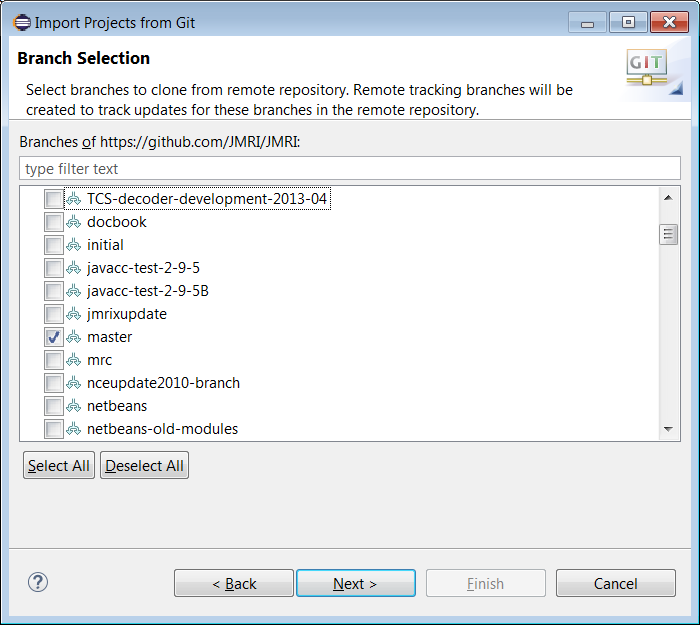 Import Projects from Git
Branch Selection
GIT
Select branches to clone from remote repository. Remote tracking branches will be
created to track updates for these branches in the remote repository.
Branches of https://github.com/JMRI/JMRI:
type filter text
TCS-decoder-development-2013-04
docbook
initial
javacc-test-2-9-5
javacc-test-2-9-5B
jmrixupdate
master
mrc
nceupdate2010-branch
netbeans
netbeans-old-modules
Select All Deselect All
? < Back Next > Finish Cancel